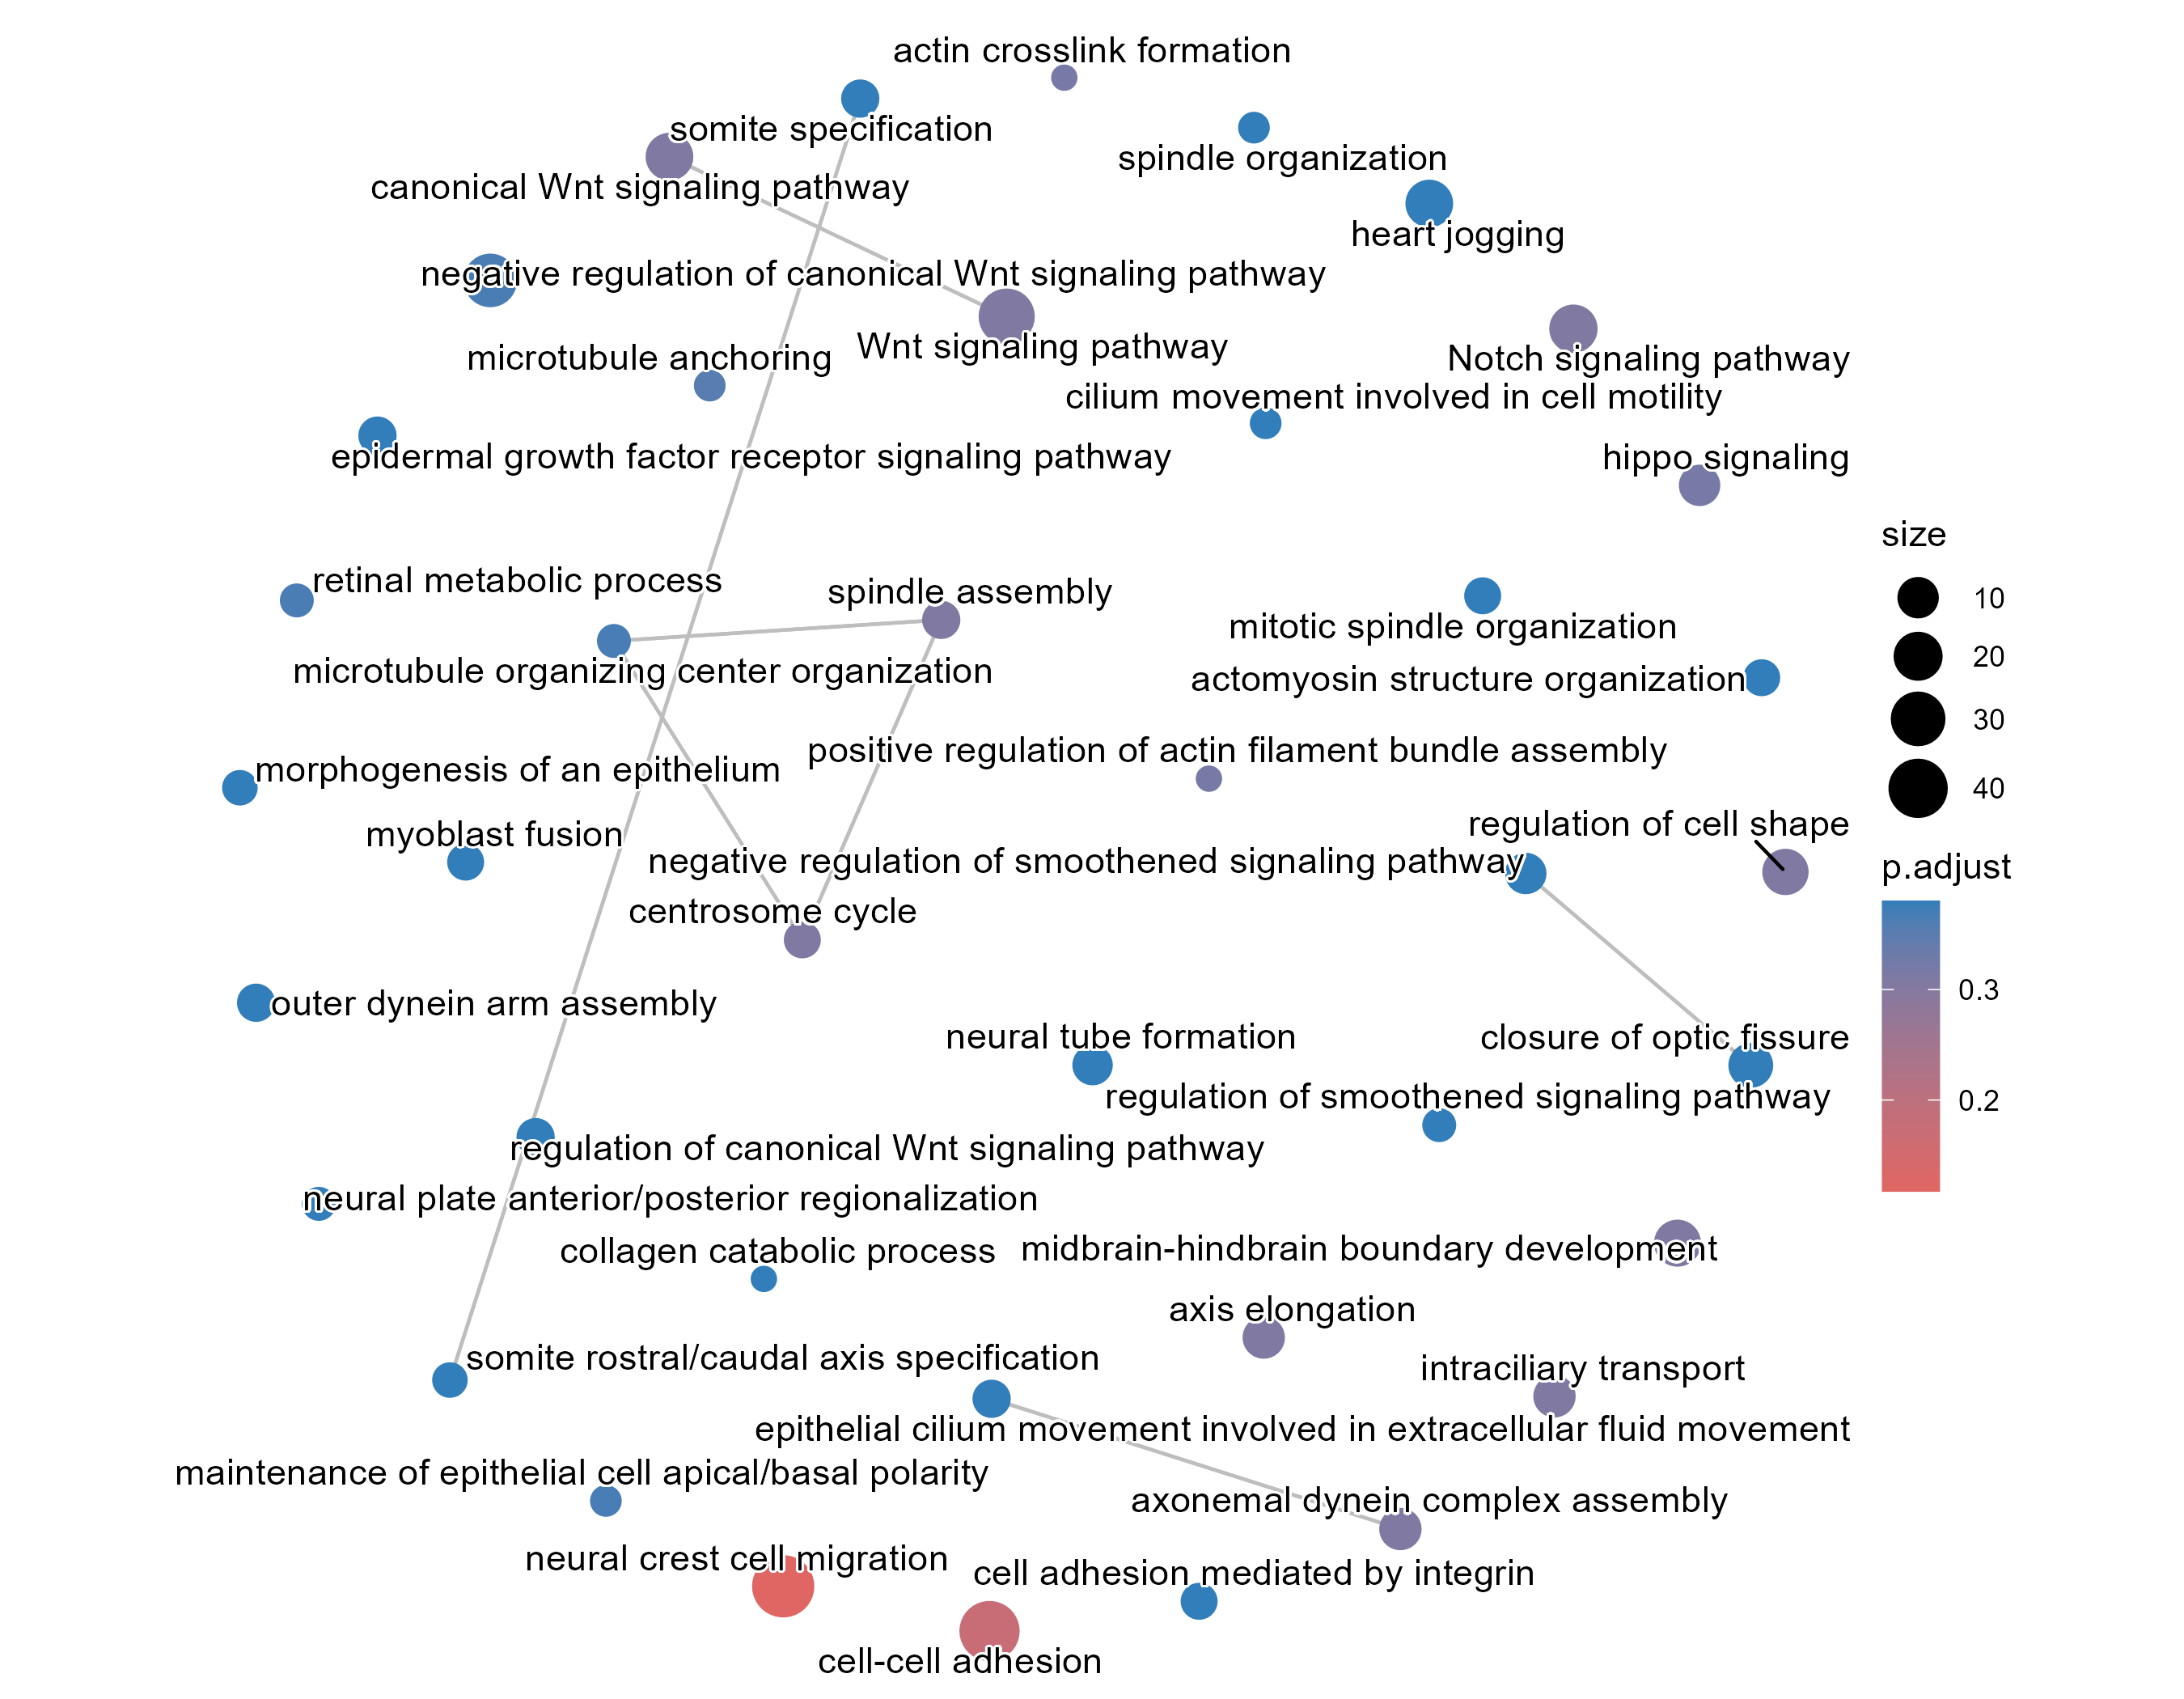 actin crosslink formation
somite specification
spindle organization
canonical Wnt signaling pathway
heart jogging
negative regulation of canonical Wnt signaling pathway
Wnt signaling pathway
microtubule anchoring
Notch signaling pathway
cilium movement involved in cell motility
epidermal growth factor receptor signaling pathway
hippo signaling
retinal metabolic process
spindle assembly
mitotic spindle organization
microtubule organizing center organization
actomyosin structure organization
positive regulation of actin filament bundle assembly
morphogenesis of an epithelium
regulation of cell shape
myoblast fusion
negative regulation of smoothened signaling pathway
centrosome cycle
outer dynein arm assembly
neural tube formation
closure of optic fissure
regulation of smoothened signaling pathway
regulation of canonical Wnt signaling pathway
neural plate anterior/posterior regionalization
collagen catabolic process
midbrain-hindbrain boundary development
axis elongation
somite rostral/caudal axis specification
intraciliary transport
epithelial cilium movement involved in extracellular fluid movement
maintenance of epithelial cell apical/basal polarity
axonemal dynein complex assembly
neural crest cell migration
cell adhesion mediated by integrin
cell-cell adhesion
size
10
20
30
40
p.adjust
0.3
0.2